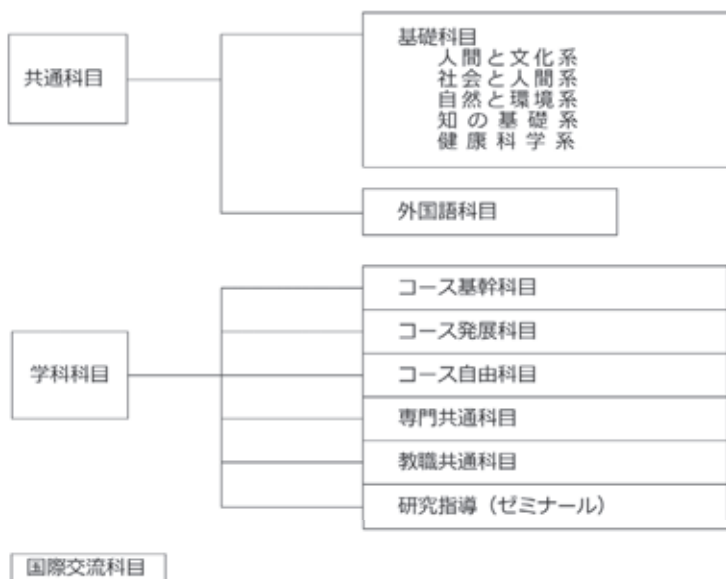 共通科目
基礎科目
人間と文化系
社会と人間系
自然と環境系
知の基礎系
健康科学系
外国語科目
学科科目
コース基幹科目
コース発展科目
コース自由科目
専門共通科目
教職共通科目
研究指導（ゼミナール）
国際交流科目